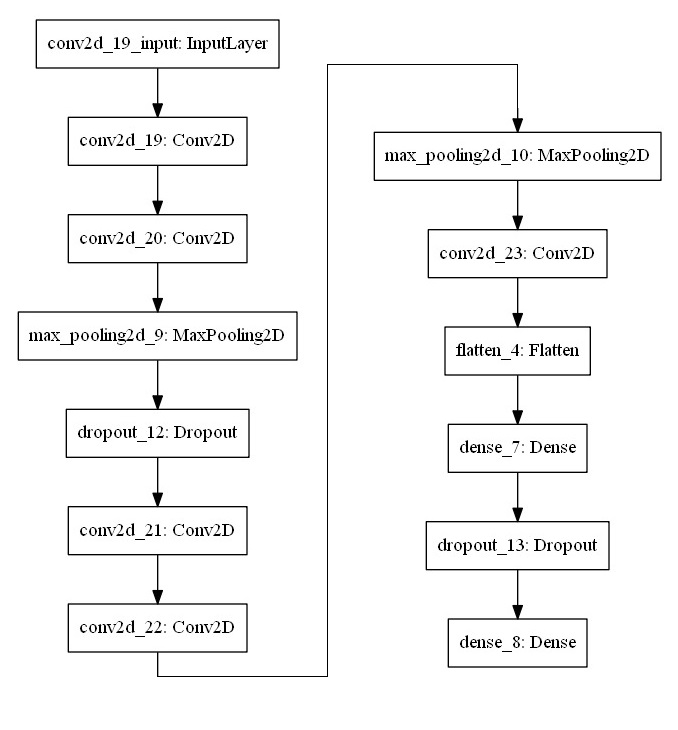 conv2d_19_input: InputLayer
conv2d_19: Conv2D
conv2d_20: Conv2D
max_pooling2d_9: MaxPooling2D
dropout_12: Dropout
conv2d_21: Conv2D
conv2d_22: Conv2D
max_pooling2d_10: MaxPooling2D
conv2d_23: Conv2D
flatten_4: Flatten
dense_7: Dense
dropout_13: Dropout
dense_8: Dense